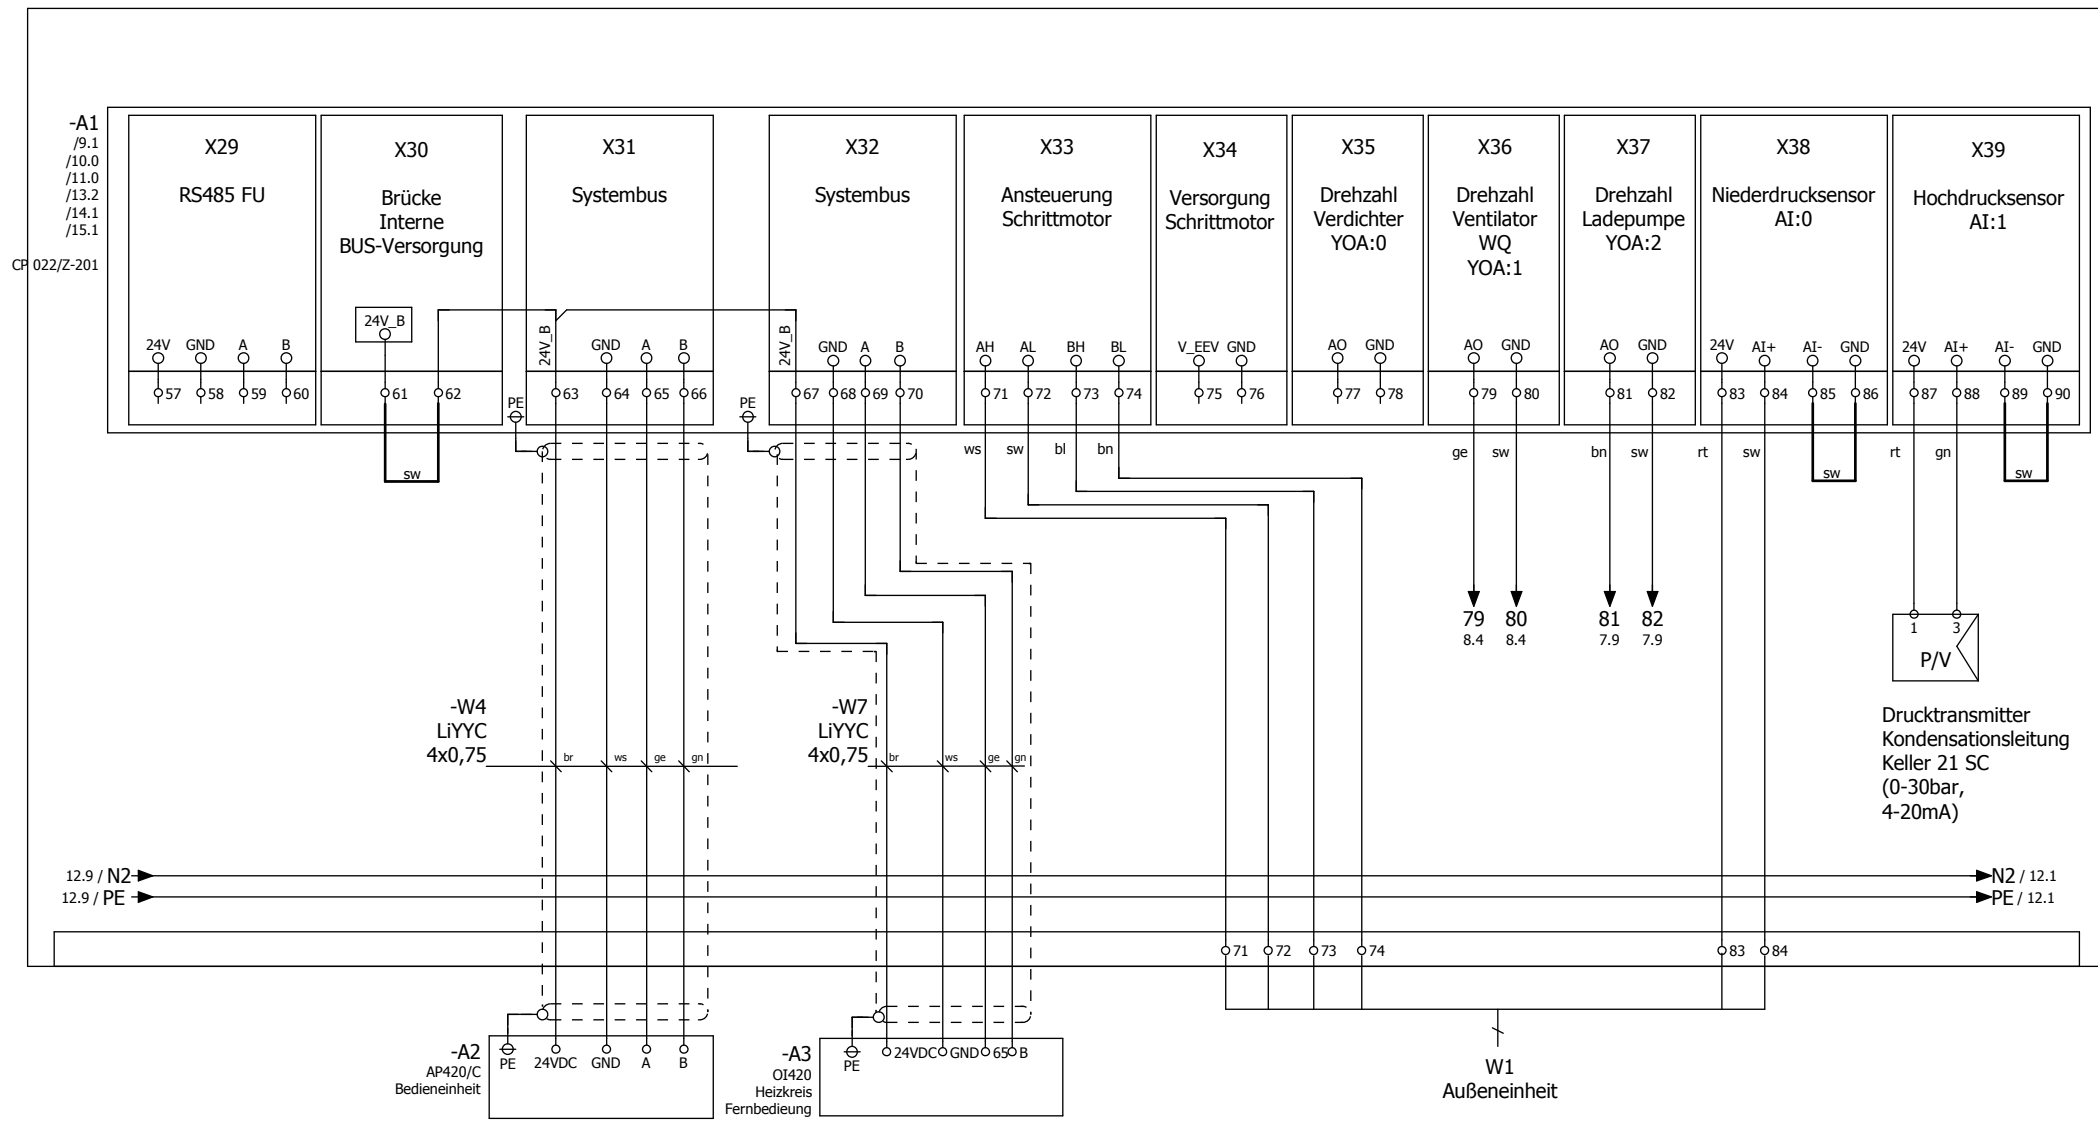 -A1
/9.1
/10.0
/11.0
/13.2
/14.1
/15.1
CP 022/Z-201
X29
RS485 FU
24V GND A B
57 58 59 60
X30
Brücke
Interne
BUS-Versorgung
24V_B
61 62
sw
X31
Systembus
24V_B GND A B
PE 63 64 65 66
X32
Systembus
24V_B GND A B
PE 67 68 69 70
X33
Ansteuerung
Schrittmotor
AH AL BH BL
71 72 73 74
ws sw bl bn
X34
Versorgung
Schrittmotor
V_EEV GND
75 76
X35
Drehzahl
Verdichter
YOA:0
AO GND
77 78
X36
Drehzahl
Ventilator
WQ
YOA:1
AO GND
79 80
ge sw
79 80
8.4 8.4
X37
Drehzahl
Ladepumpe
YOA:2
AO GND
81 82
bn sw
81 82
7.9 7.9
X38
Niederdrucksensor
AI:0
24V AI+ AI- GND
83 84 85 86
rt sw
sw
X39
Hochdrucksensor
AI:1
24V AI+ AI- GND
87 88 89 90
rt gn
sw
1 3
P/V
Drucktransmitter
Kondensationsleitung
Keller 21 SC
(0-30bar,
4-20mA)
-W4
LiYYC
4x0,75
br ws ge gn
-W7
LiYYC
4x0,75
br ws ge gn
12.9 / N2
12.9 / PE
N2 / 12.1
PE / 12.1
71 72 73 74
83 84
-A2
AP420/C
Bedieneinheit
PE 24VDC GND A B
-A3
OI420
Heizkreis
Fernbedieung
PE 24VDC GND 65 B
W1
Außeneinheit